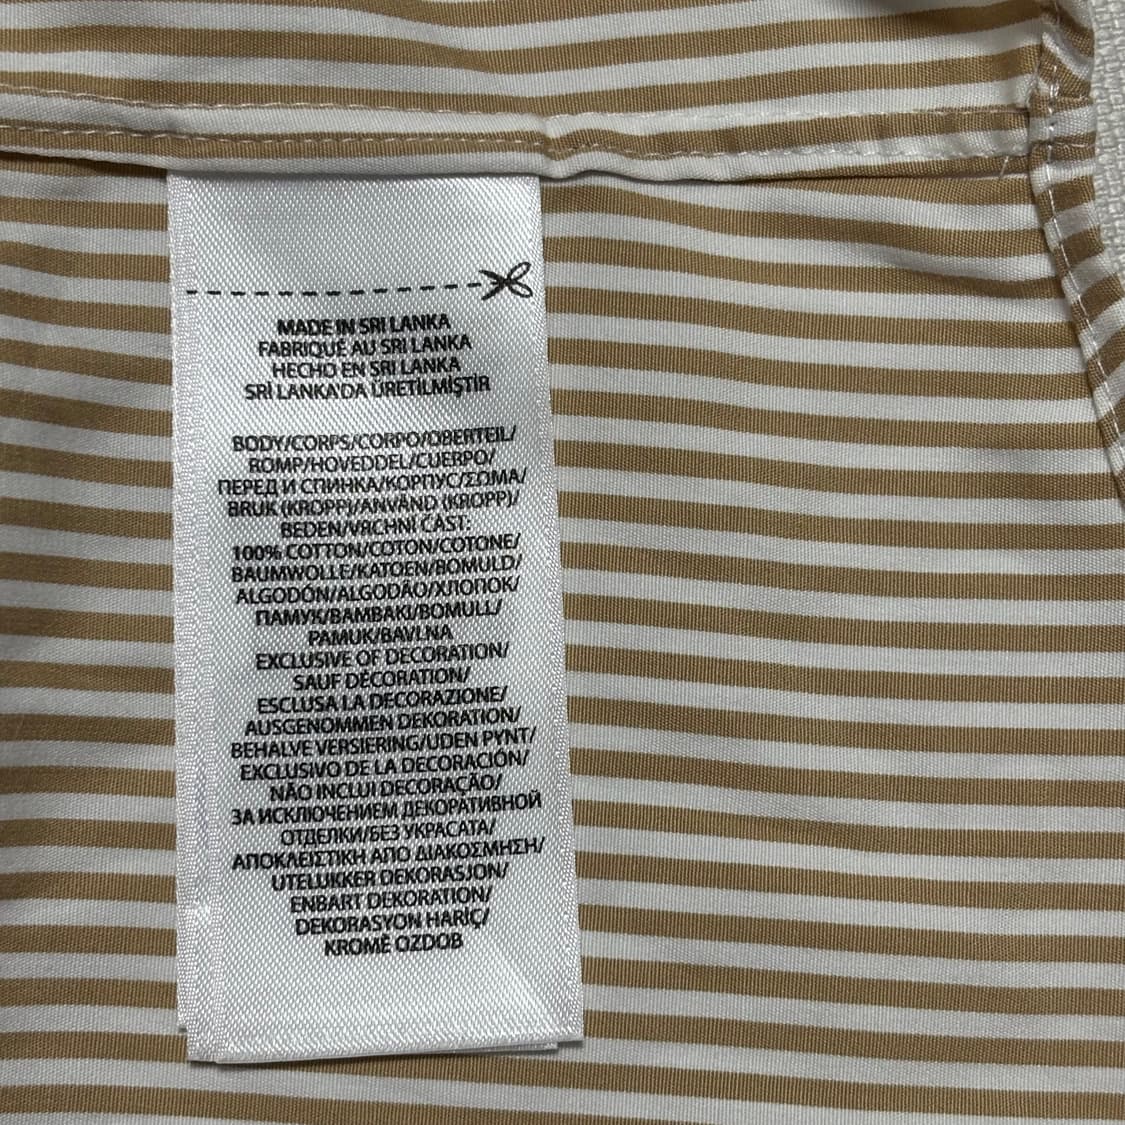 MADE IN SRI LANKA
FABRIQUÉ AU SRI LANKA
HECHO EN SRI LANKA
SRİ LANKA'DA ÜRETİLMİŞTİR
BODY/CORPS/CORPO/OBERTEIL/
ROMP/HOVEDDEL/CUERPO/
ПЕРЕД И СПИНКА/КОРПУС/ΣΩΜΑ/
BRUK (KROPP)/ANVÄND (KROPP)/
BEDEN/VRCHNÍ ČÁST:
100% COTTON/COTON/COTONE/
BAUMWOLLE/KATOEN/BOMULD/
ALGODÓN/ALGODÃO/ХЛОПОК/
ПАМУК/ΒΑΜΒΑΚΙ/BOMULL/
PAMUK/BAVLNA
EXCLUSIVE OF DECORATION/
SAUF DÉCORATION/
ESCLUSA LA DECORAZIONE/
AUSGENOMMEN DEKORATION/
BEHALVE VERSIERING/UDEN PYNT/
EXCLUSIVO DE LA DECORACIÓN/
NÃO INCLUI DECORAÇÃO/
ЗА ИСКЛЮЧЕНИЕМ ДЕКОРАТИВНОЙ
ОТДЕЛКИ/БЕЗ УКРАСАТА/
ΑΠΟΚΛΕΙΣΤΙΚΗ ΑΠΟ ΔΙΑΚΟΣΜΗΣΗ/
UTELUKKER DEKORASJON/
ENBART DEKORATION/
DEKORASYON HARİÇ/
KROMĚ OZDOB